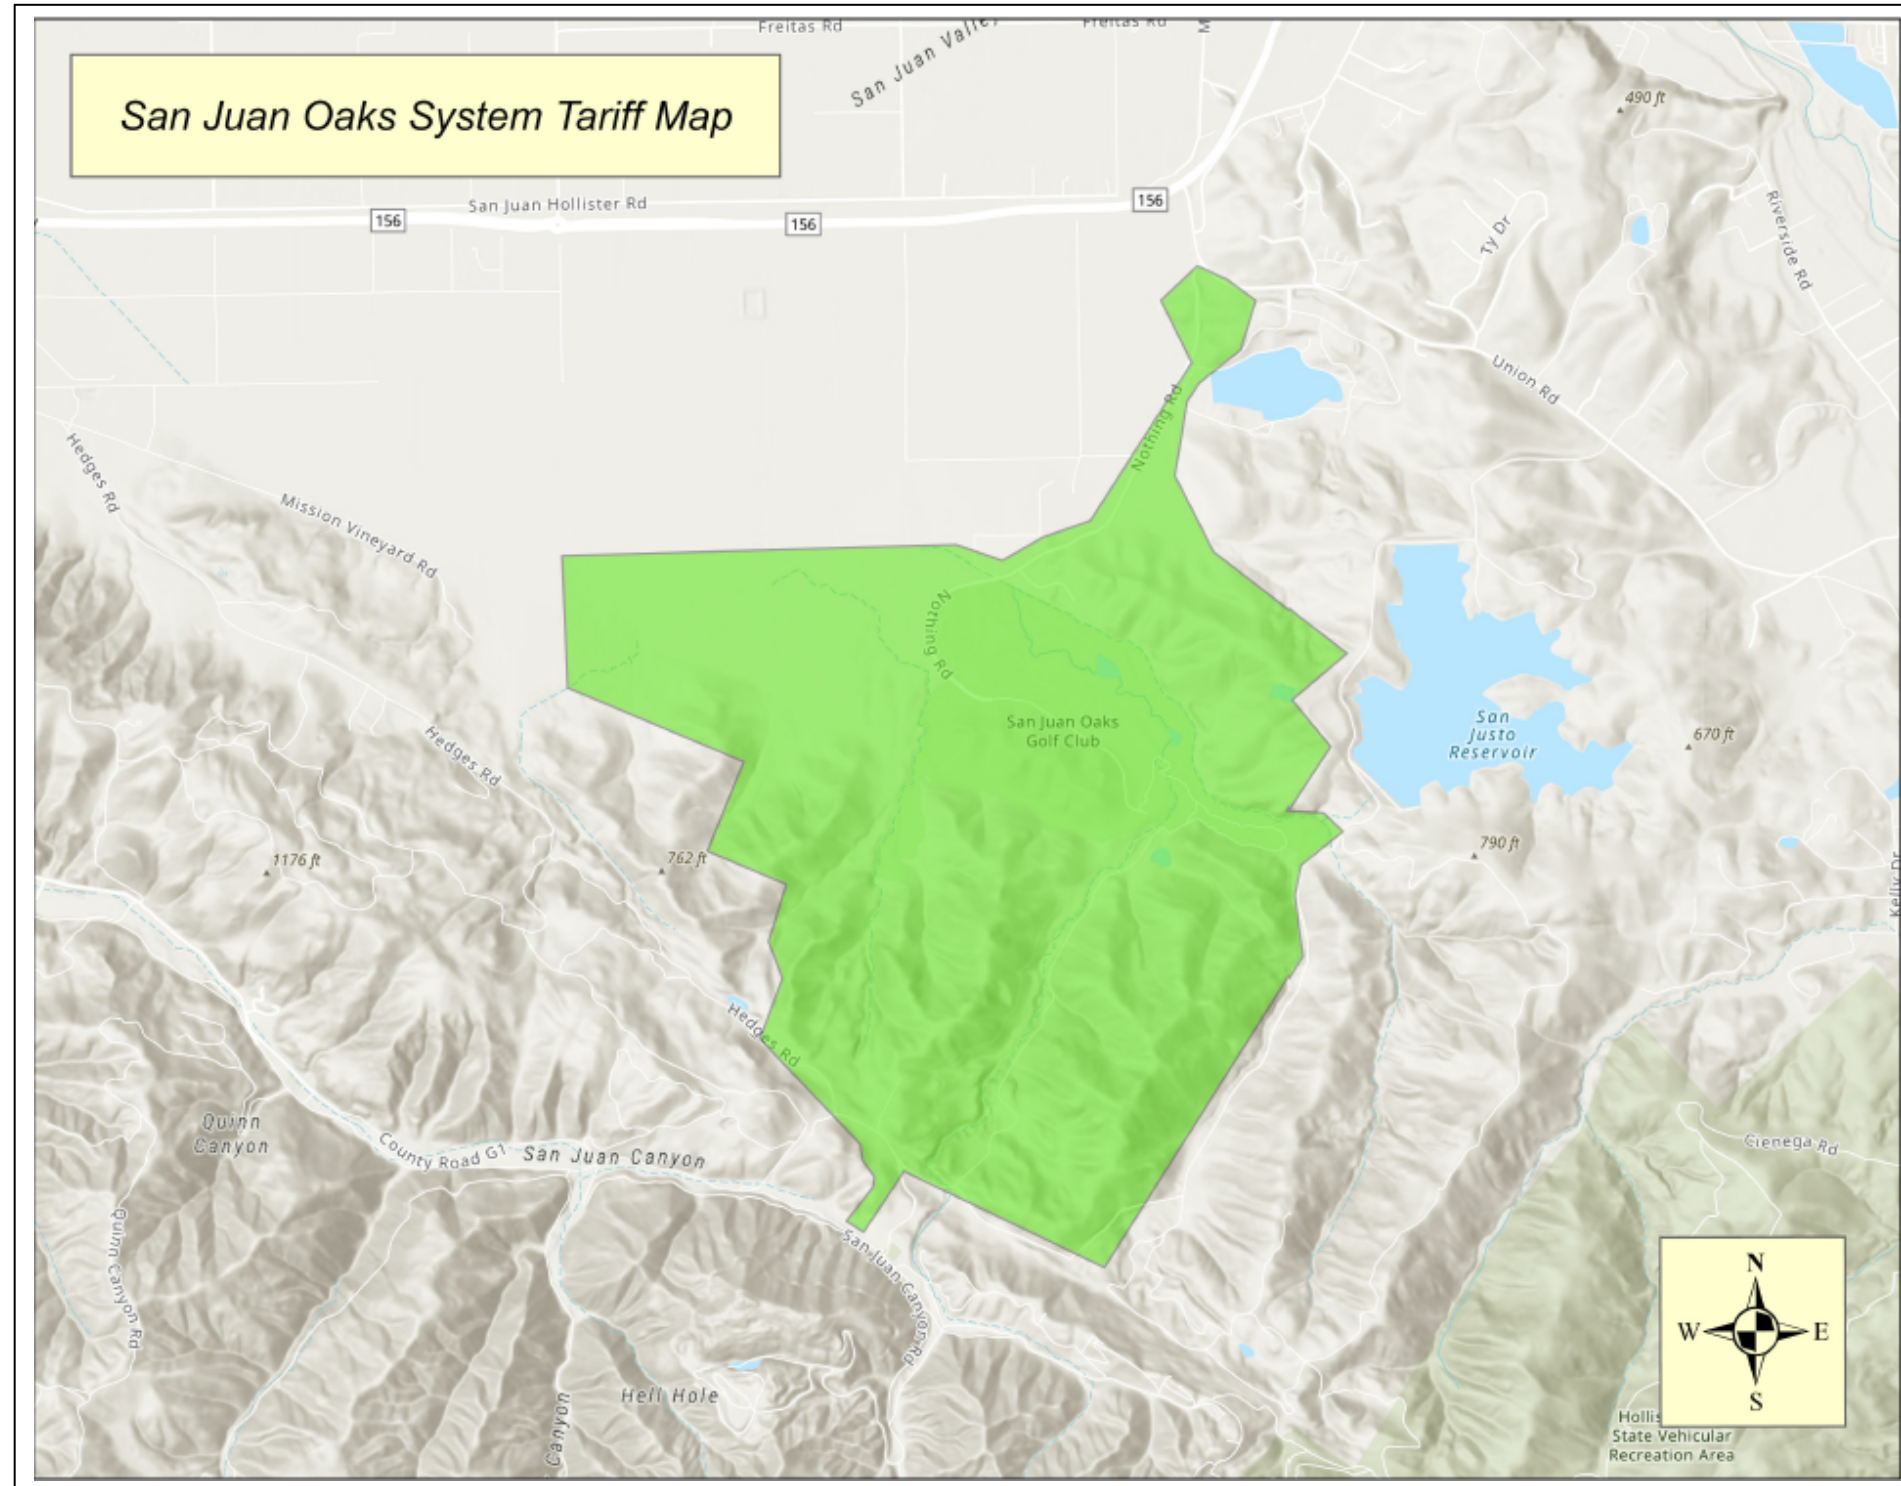 Freitas Rd
San Juan Valley
Freitas Rd
San Juan Oaks System Tariff Map
490 ft
156
San Juan Hollister Rd
156
156
Ty Dr
Riverside Rd
Union Rd
Nothing Rd
Hedges Rd
Mission Vineyard Rd
Nothing Rd
San Juan Oaks
Golf Club
San
Justo
Reservoir
670 ft
Hedges Rd
790 ft
762 ft
1176 ft
Kelly Dr
Hedges Rd
Quinn
Canyon
County Road G1
San Juan Canyon
Cienega Rd
Quinn Canyon Rd
San Juan Canyon Rd
N
W
E
S
Hell Hole
Canyon
Hollis
State Vehicular
Recreation Area